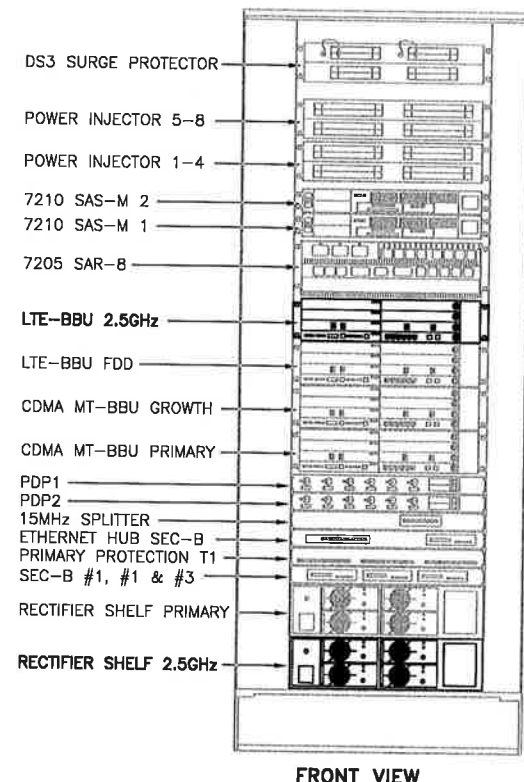 DS3 SURGE PROTECTOR
POWER INJECTOR 5-8
POWER INJECTOR 1-4
7210 SAS-M 2
7210 SAS-M 1
7205 SAR-8
LTE-BBU 2.5GHz
LTE-BBU FDD
CDMA MT-BBU GROWTH
CDMA MT-BBU PRIMARY
PDP1
PDP2
15MHz SPLITTER
ETHERNET HUB SEC-B
PRIMARY PROTECTION T1
SEC-B #1, #1 & #3
RECTIFIER SHELF PRIMARY
RECTIFIER SHELF 2.5GHz
FRONT VIEW